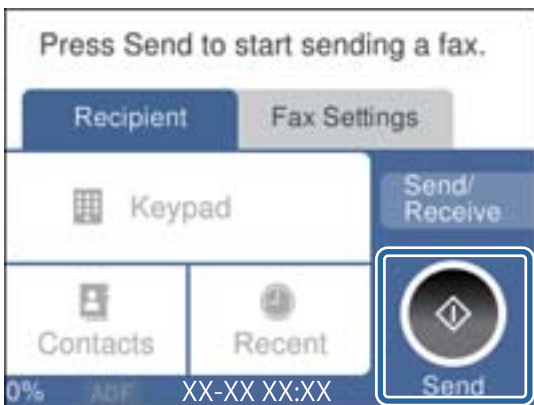 Press Send to start sending a fax.
Recipient
Fax Settings
Keypad
Send/
Receive
Contacts
Recent
0% ADF XX-XX XX:XX
Send